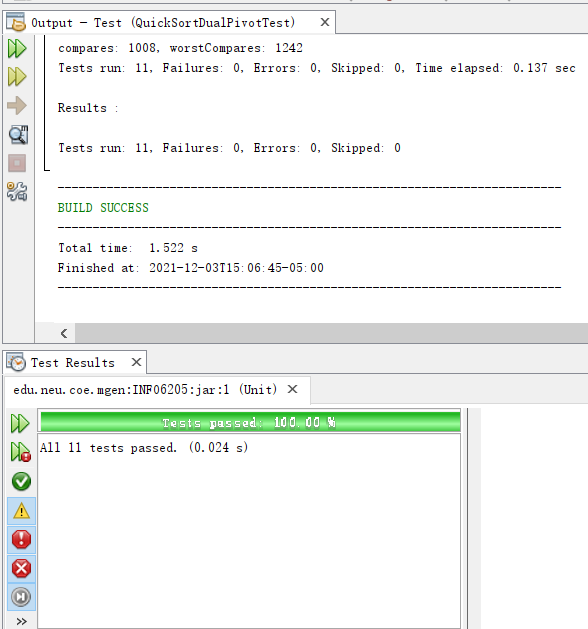 Output - Test (QuickSortDualPivotTest)
compares: 1008, worstCompares: 1242
Tests run: 11, Failures: 0, Errors: 0, Skipped: 0, Time elapsed: 0.137 sec
Results :
Tests run: 11, Failures: 0, Errors: 0, Skipped: 0
------------------------------------------------------------------------
BUILD SUCCESS
------------------------------------------------------------------------
Total time:  1.522 s
Finished at: 2021-12-03T15:06:45-05:00
------------------------------------------------------------------------
Test Results
edu.neu.coe.mgen:INFO6205:jar:1 (Unit)
Tests passed: 100.00 %
All 11 tests passed. (0.024 s)